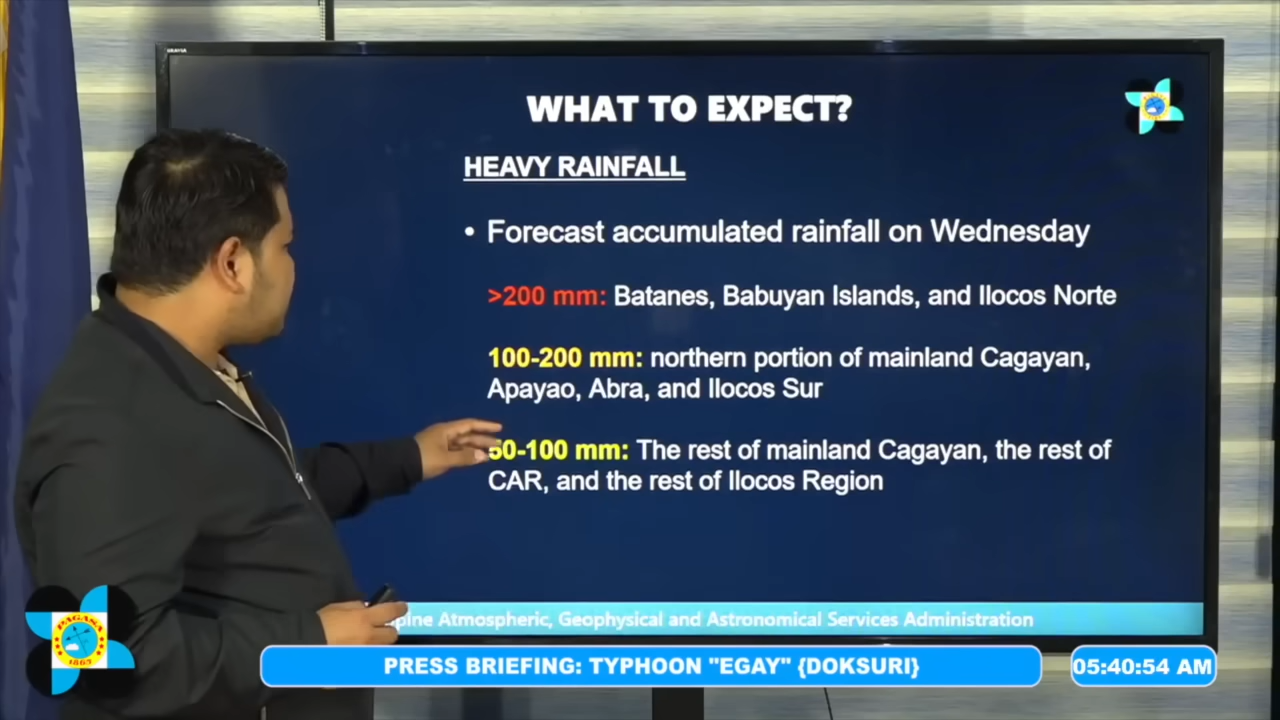 WHAT TO EXPECT?
HEAVY RAINFALL
• Forecast accumulated rainfall on Wednesday
>200 mm: Batanes, Babuyan Islands, and Ilocos Norte
100-200 mm: northern portion of mainland Cagayan,
Apayao, Abra, and Ilocos Sur
50-100 mm: The rest of mainland Cagayan, the rest of
CAR, and the rest of Ilocos Region
Atmospheric, Geophysical and Astronomical Services Administration
PAGASA
1865
PRESS BRIEFING: TYPHOON "EGAY" {DOKSURI}
05:40:54 AM